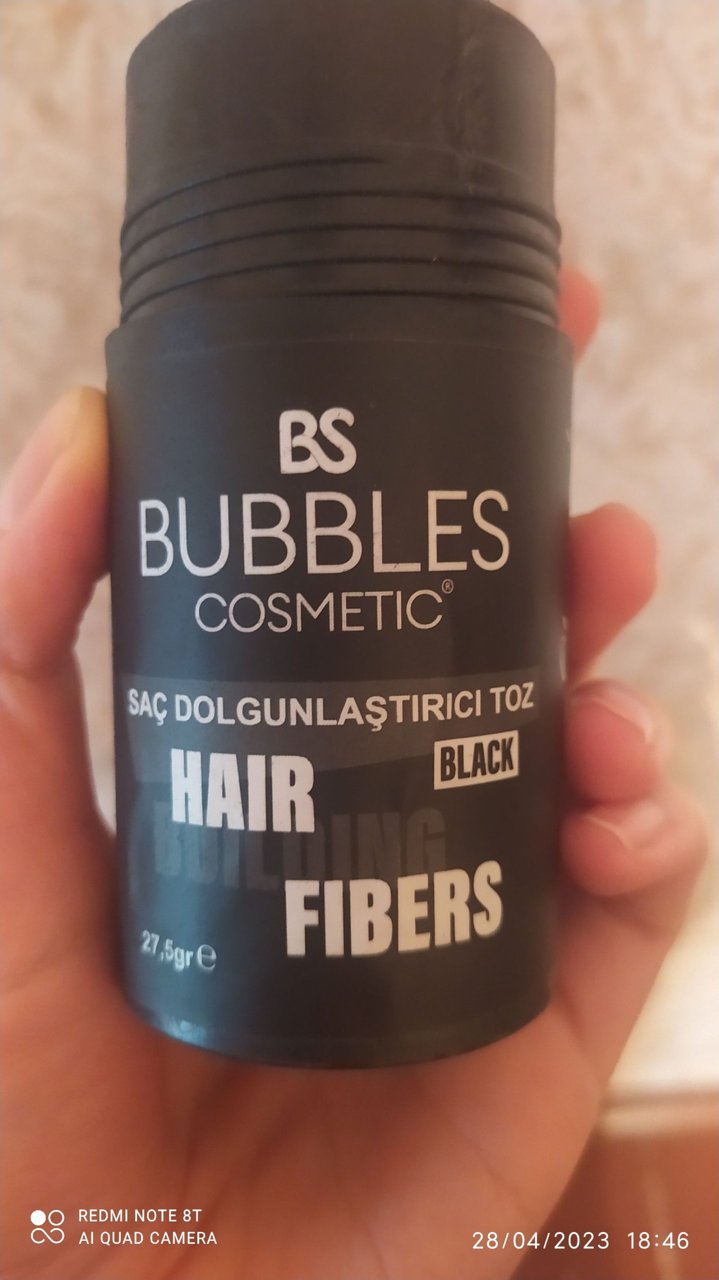 BS
BUBBLES
COSMETIC®
SAÇ DOLGUNLAŞTIRICI TOZ
BLACK
HAIR
BUILDING
FIBERS
27,5gr ℮
REDMI NOTE 8T
AI QUAD CAMERA
28/04/2023 18:46